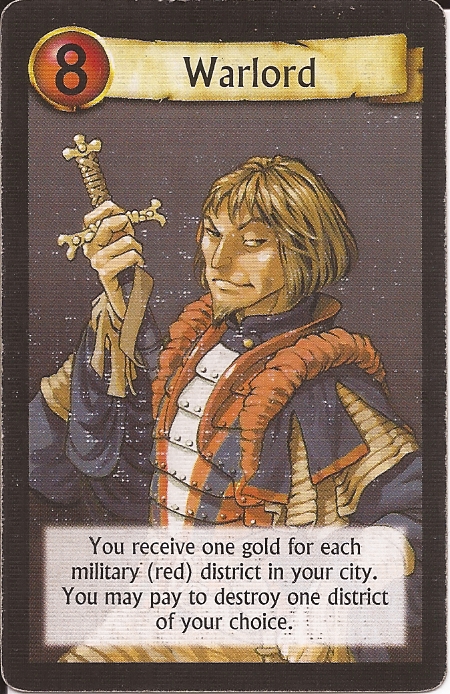 8 Warlord
You receive one gold for each
military (red) district in your city.
You may pay to destroy one district
of your choice.